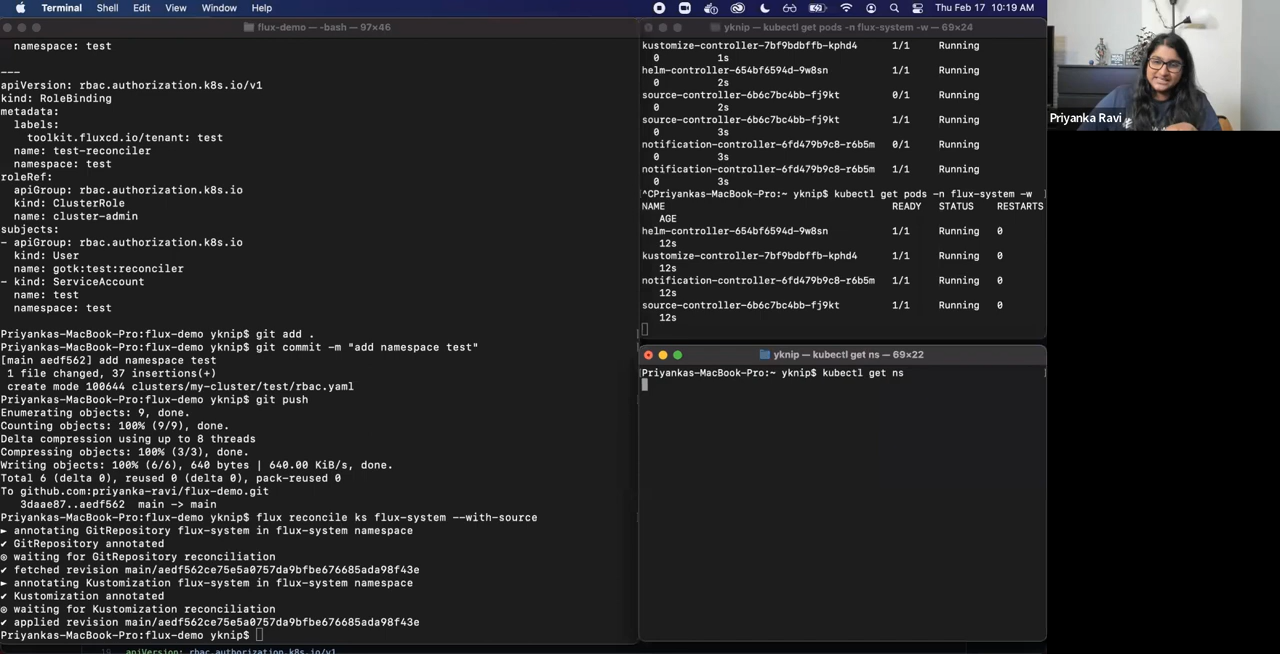 Terminal Shell Edit View Window Help Thu Feb 17 10:19 AM
flux-demo — -bash — 97×46
  namespace: test
---
apiVersion: rbac.authorization.k8s.io/v1
kind: RoleBinding
metadata:
  labels:
    toolkit.fluxcd.io/tenant: test
  name: test-reconciler
  namespace: test
roleRef:
  apiGroup: rbac.authorization.k8s.io
  kind: ClusterRole
  name: cluster-admin
subjects:
- apiGroup: rbac.authorization.k8s.io
  kind: User
  name: gotk:test:reconciler
- kind: ServiceAccount
  name: test
  namespace: test
Priyankas-MacBook-Pro:flux-demo yknip$ git add .
Priyankas-MacBook-Pro:flux-demo yknip$ git commit -m "add namespace test"
[main aedf562] add namespace test
 1 file changed, 37 insertions(+)
 create mode 100644 clusters/my-cluster/test/rbac.yaml
Priyankas-MacBook-Pro:flux-demo yknip$ git push
Enumerating objects: 9, done.
Counting objects: 100% (9/9), done.
Delta compression using up to 8 threads
Compressing objects: 100% (3/3), done.
Writing objects: 100% (6/6), 640 bytes | 640.00 KiB/s, done.
Total 6 (delta 0), reused 0 (delta 0), pack-reused 0
To github.com:priyanka-ravi/flux-demo.git
   3daae87..aedf562  main -> main
Priyankas-MacBook-Pro:flux-demo yknip$ flux reconcile ks flux-system --with-source
► annotating GitRepository flux-system in flux-system namespace
✔ GitRepository annotated
◎ waiting for GitRepository reconciliation
✔ fetched revision main/aedf562ce75e5a0757da9bfbe676685ada98f43e
► annotating Kustomization flux-system in flux-system namespace
✔ Kustomization annotated
◎ waiting for Kustomization reconciliation
✔ applied revision main/aedf562ce75e5a0757da9bfbe676685ada98f43e
Priyankas-MacBook-Pro:flux-demo yknip$
apiVersion: rbac.authorization.k8s.io/v1
yknip — kubectl get pods -n flux-system -w — 69×24
kustomize-controller-7bf9bdbffb-kphd4 1/1 Running
0 1s
helm-controller-654bf6594d-9w8sn 1/1 Running
0 2s
source-controller-6b6c7bc4bb-fj9kt 0/1 Running
0 2s
source-controller-6b6c7bc4bb-fj9kt 1/1 Running
0 3s
notification-controller-6fd479b9c8-r6b5m 0/1 Running
0 3s
notification-controller-6fd479b9c8-r6b5m 1/1 Running
0 3s
^CPriyankas-MacBook-Pro:~ yknip$ kubectl get pods -n flux-system -w
NAME READY STATUS RESTARTS
AGE
helm-controller-654bf6594d-9w8sn 1/1 Running 0
12s
kustomize-controller-7bf9bdbffb-kphd4 1/1 Running 0
12s
notification-controller-6fd479b9c8-r6b5m 1/1 Running 0
12s
source-controller-6b6c7bc4bb-fj9kt 1/1 Running 0
12s
yknip — kubectl get ns — 69×22
Priyankas-MacBook-Pro:~ yknip$ kubectl get ns
Priyanka Ravi